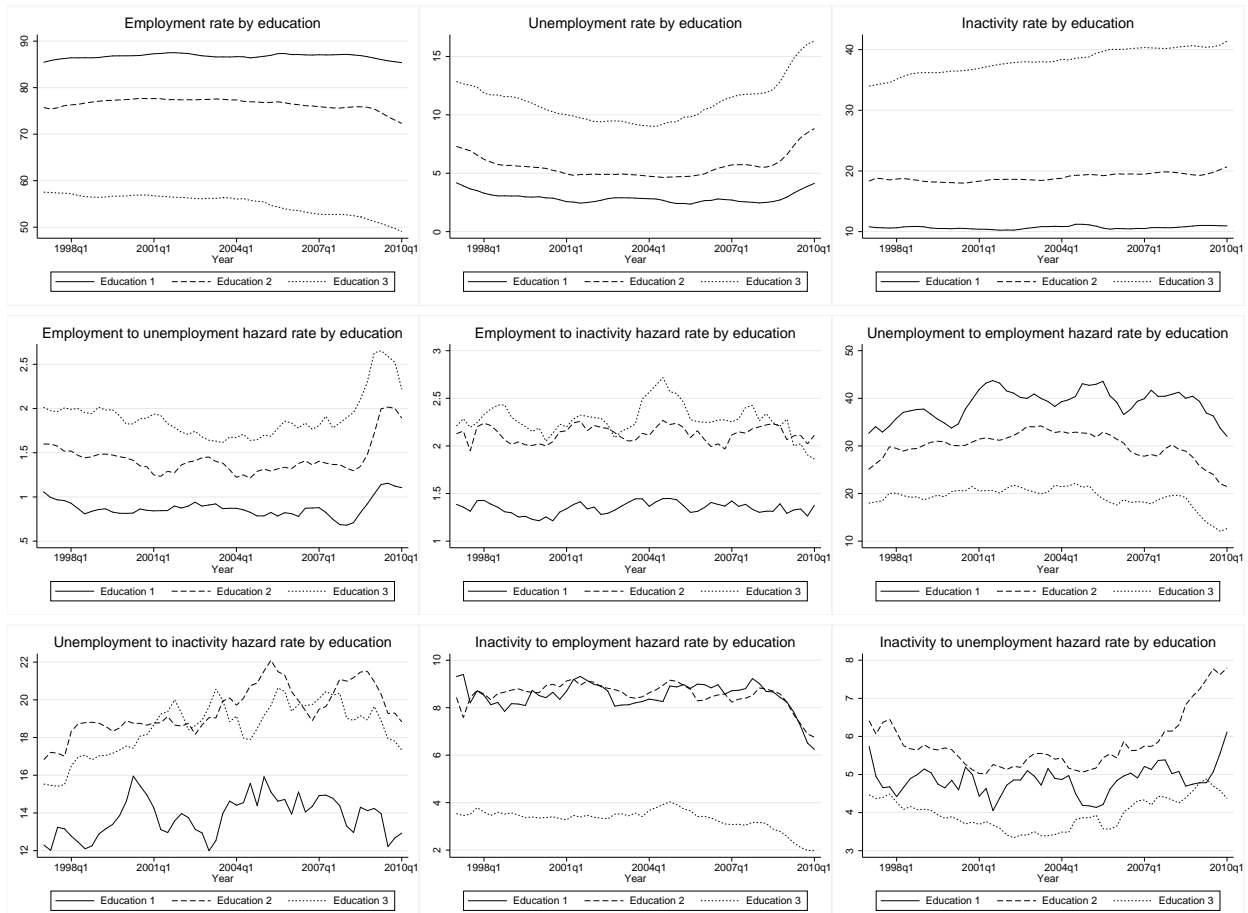 Employment rate by education
90
80
70
60
50
1998q1 2001q1 2004q1 2007q1 2010q1
Year
Education 1 Education 2 Education 3
Unemployment rate by education
15
10
5
0
1998q1 2001q1 2004q1 2007q1 2010q1
Year
Education 1 Education 2 Education 3
Inactivity rate by education
40
30
20
10
1998q1 2001q1 2004q1 2007q1 2010q1
Year
Education 1 Education 2 Education 3
Employment to unemployment hazard rate by education
2.5
2
1.5
1
.5
1998q1 2001q1 2004q1 2007q1 2010q1
Year
Education 1 Education 2 Education 3
Employment to inactivity hazard rate by education
3
2.5
2
1.5
1
1998q1 2001q1 2004q1 2007q1 2010q1
Year
Education 1 Education 2 Education 3
Unemployment to employment hazard rate by education
50
40
30
20
10
1998q1 2001q1 2004q1 2007q1 2010q1
Year
Education 1 Education 2 Education 3
Unemployment to inactivity hazard rate by education
22
20
18
16
14
12
1998q1 2001q1 2004q1 2007q1 2010q1
Year
Education 1 Education 2 Education 3
Inactivity to employment hazard rate by education
10
8
6
4
2
1998q1 2001q1 2004q1 2007q1 2010q1
Year
Education 1 Education 2 Education 3
Inactivity to unemployment hazard rate by education
8
7
6
5
4
3
1998q1 2001q1 2004q1 2007q1 2010q1
Year
Education 1 Education 2 Education 3